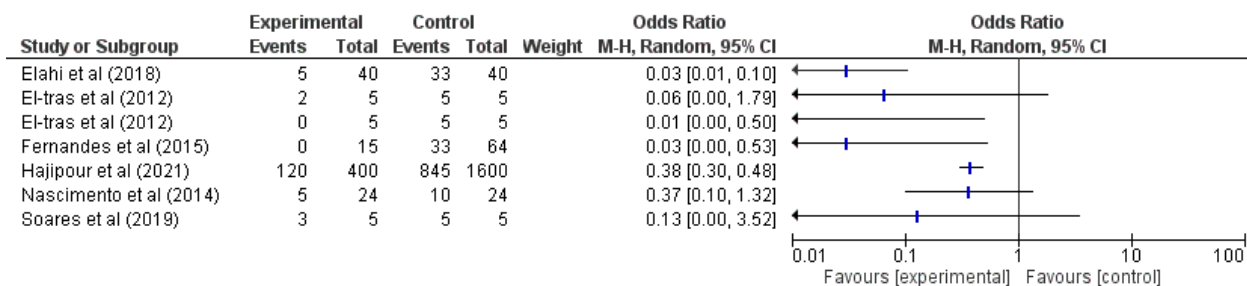 Experimental Control Odds Ratio Odds Ratio
Study or Subgroup Events Total Events Total Weight M-H, Random, 95% CI M-H, Random, 95% CI
Elahi et al (2018) 5 40 33 40 0.03 [0.01, 0.10]
El-tras et al (2012) 2 5 5 5 0.06 [0.00, 1.79]
El-tras et al (2012) 0 5 5 5 0.01 [0.00, 0.50]
Fernandes et al (2015) 0 15 33 64 0.03 [0.00, 0.53]
Hajipour et al (2021) 120 400 845 1600 0.38 [0.30, 0.48]
Nascimento et al (2014) 5 24 10 24 0.37 [0.10, 1.32]
Soares et al (2019) 3 5 5 5 0.13 [0.00, 3.52]
0.01 0.1 1 10 100
Favours [experimental] Favours [control]